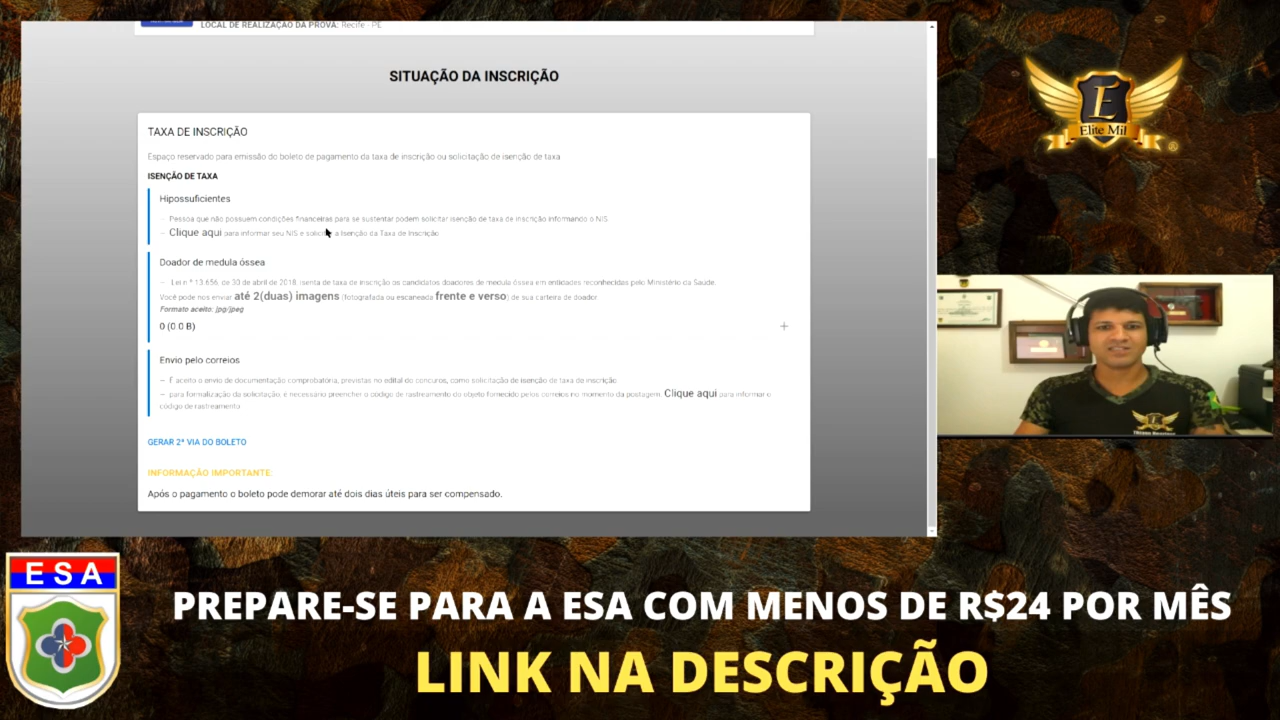 LOCAL DE REALIZAÇÃO DA PROVA: Recife - PE
SITUAÇÃO DA INSCRIÇÃO
TAXA DE INSCRIÇÃO
Espaço reservado para emissão do boleto de pagamento da taxa de inscrição ou solicitação de isenção de taxa
ISENÇÃO DE TAXA
Hipossuficientes
— Pessoa que não possuem condições financeiras para se sustentar podem solicitar isenção de taxa de inscrição informando o NIS
— Clique aqui para informar seu NIS e solicitar a Isenção da Taxa de Inscrição
Doador de medula óssea
— Lei n º 13.656, de 30 de abril de 2018, isenta de taxa de inscrição os candidatos doadores de medula óssea em entidades reconhecidas pelo Ministério da Saúde.
Você pode nos enviar até 2(duas) imagens (fotografada ou escaneada frente e verso) de sua carteira de doador
Formato aceito: jpg/jpeg
0 (0.0 B)
Envio pelo correios
— É aceito o envio de documentação comprobatória, previstas no edital do concurso, como solicitação de isenção de taxa de inscrição
— para formalização da solicitação, é necessário preencher o código de rastreamento do objeto fornecido pelos correios no momento da postagem. Clique aqui para informar o
código de rastreamento
GERAR 2ª VIA DO BOLETO
INFORMAÇÃO IMPORTANTE:
Após o pagamento o boleto pode demorar até dois dias úteis para ser compensado.
E
Elite Mil
®
ESA
PREPARE-SE PARA A ESA COM MENOS DE R$24 POR MÊS
LINK NA DESCRIÇÃO